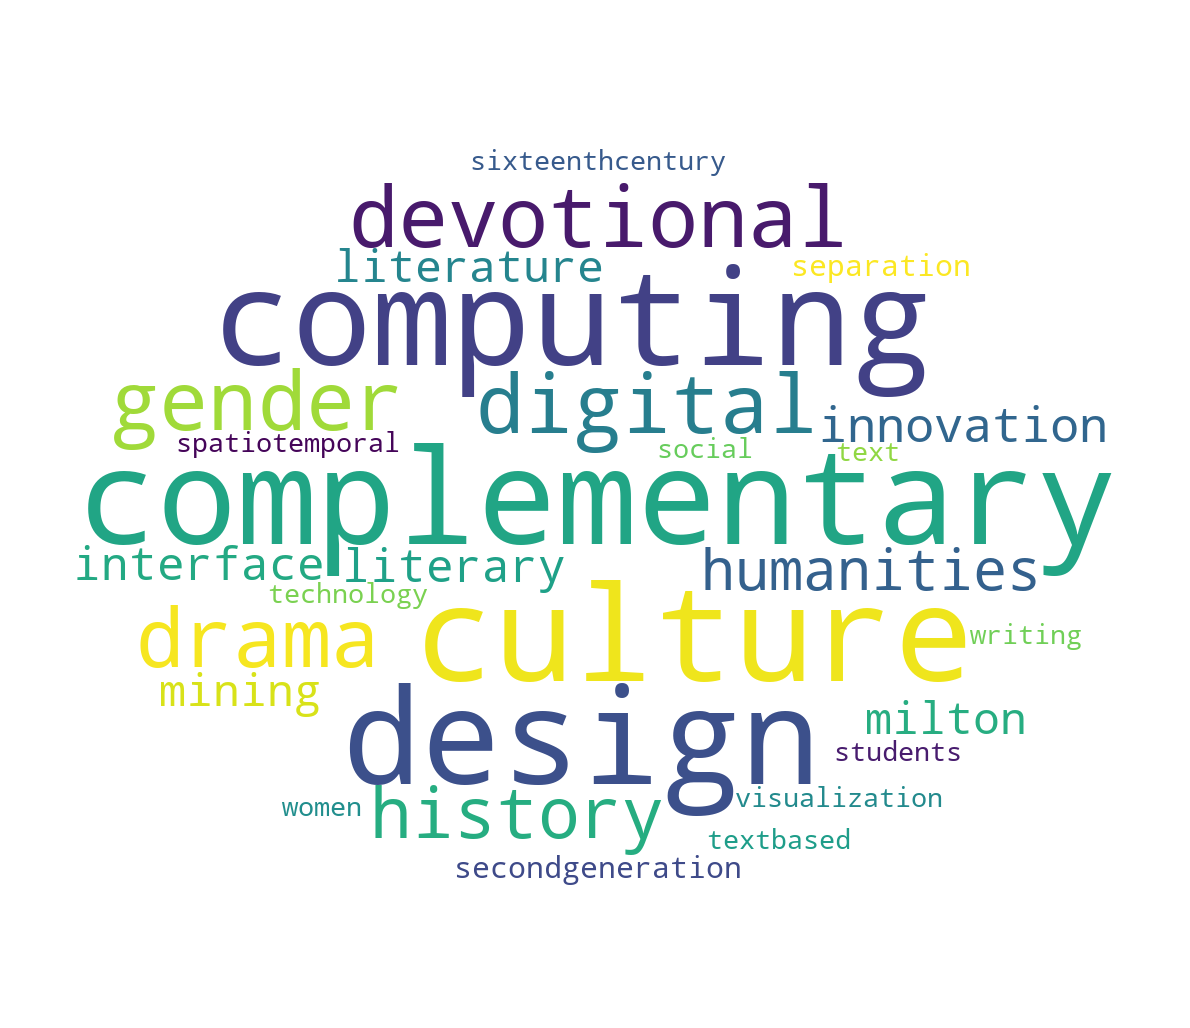 sixteenthcentury
devotional
literature separation
computing
gender digital innovation
spatiotemporal social text
complementary
interface literary humanities
technology
drama culture writing
mining
design milton
students
women history visualization
textbased
secondgeneration